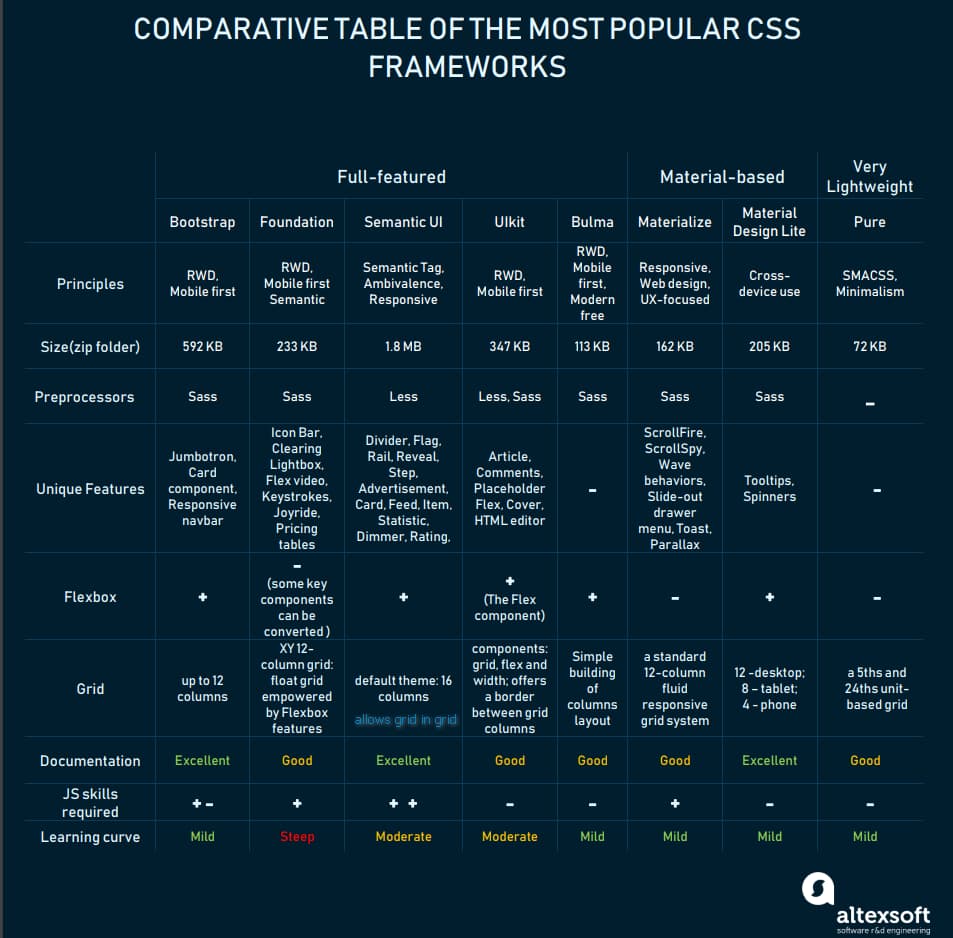 COMPARATIVE TABLE OF THE MOST POPULAR CSS
FRAMEWORKS
Full-featured
Material-based
Very
Lightweight
Bootstrap
Foundation
Semantic UI
UIkit
Bulma
Materialize
Material
Design Lite
Pure
Principles
RWD,
Mobile first
RWD,
Mobile first
Semantic
Semantic Tag,
Ambivalence,
Responsive
RWD,
Mobile first
RWD,
Mobile
first,
Modern
free
Responsive,
Web design,
UX-focused
Cross-
device use
SMACSS,
Minimalism
Size(zip folder)
592 KB
233 KB
1.8 MB
347 KB
113 KB
162 KB
205 KB
72 KB
Preprocessors
Sass
Sass
Less
Less, Sass
Sass
Sass
Sass
-
Unique Features
Jumbotron,
Card
component,
Responsive
navbar
Icon Bar,
Clearing
Lightbox,
Flex video,
Keystrokes,
Joyride,
Pricing
tables
Divider, Flag,
Rail, Reveal,
Step,
Advertisement,
Card, Feed, Item,
Statistic,
Dimmer, Rating,
Article,
Comments,
Placeholder
Flex, Cover,
HTML editor
-
ScrollFire,
ScrollSpy,
Wave
behaviors,
Slide-out
drawer
menu, Toast,
Parallax
Tooltips,
Spinners
-
Flexbox
+
-
(some key
components
can be
converted )
+
+
(The Flex
component)
+
-
+
-
Grid
up to 12
columns
XY 12-
column grid:
float grid
empowered
by Flexbox
features
default theme: 16
columns
allows grid in grid
components:
grid, flex and
width; offers
a border
between grid
columns
Simple
building
of
columns
layout
a standard
12-column
fluid
responsive
grid system
12 -desktop;
8 – tablet;
4 - phone
a 5ths and
24ths unit-
based grid
Documentation
Excellent
Good
Excellent
Good
Good
Good
Excellent
Good
JS skills
required
+ -
+
+ +
-
-
+
-
-
Learning curve
Mild
Steep
Moderate
Moderate
Mild
Mild
Mild
Mild
altexsoft
software r&d engineering